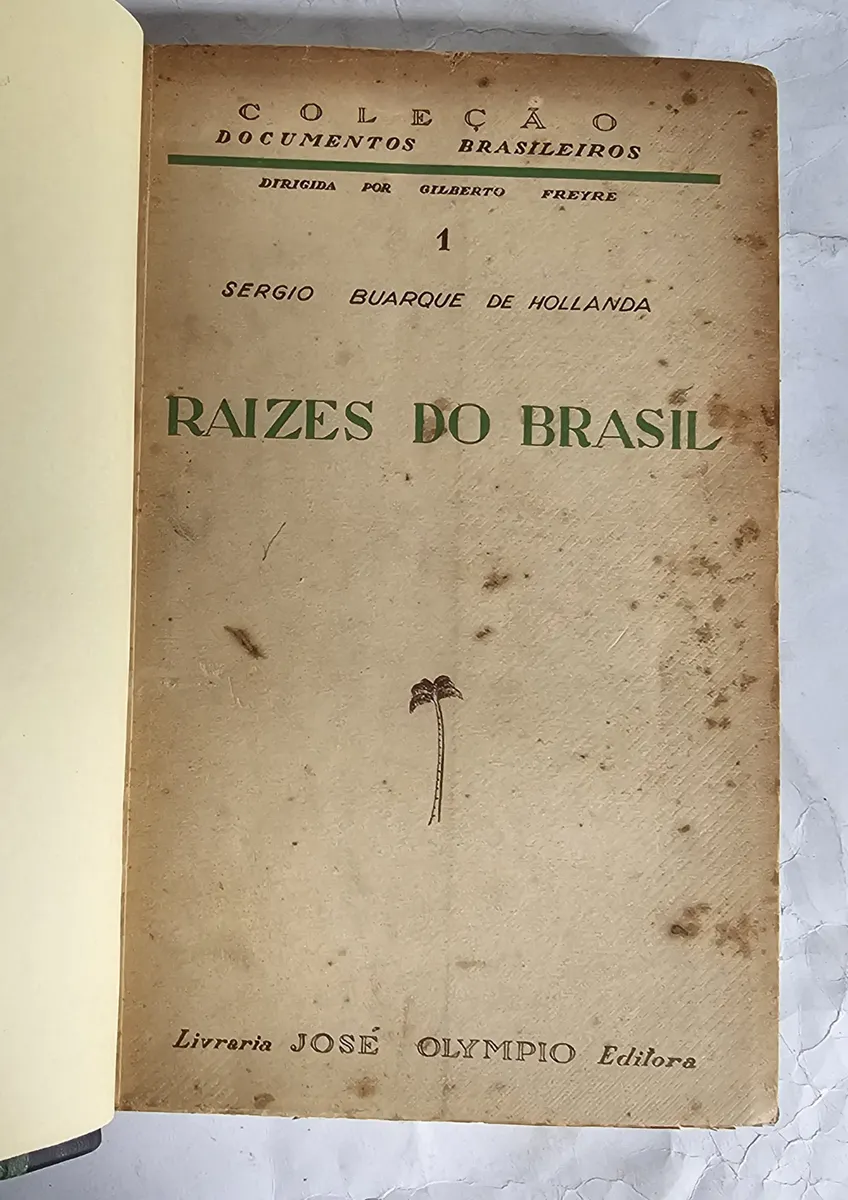 COLEÇÃO
DOCUMENTOS BRASILEIROS
DIRIGIDA POR GILBERTO FREYRE
1
SERGIO BUARQUE DE HOLLANDA
RAIZES DO BRASIL
Livraria JOSÉ OLYMPIO Editora